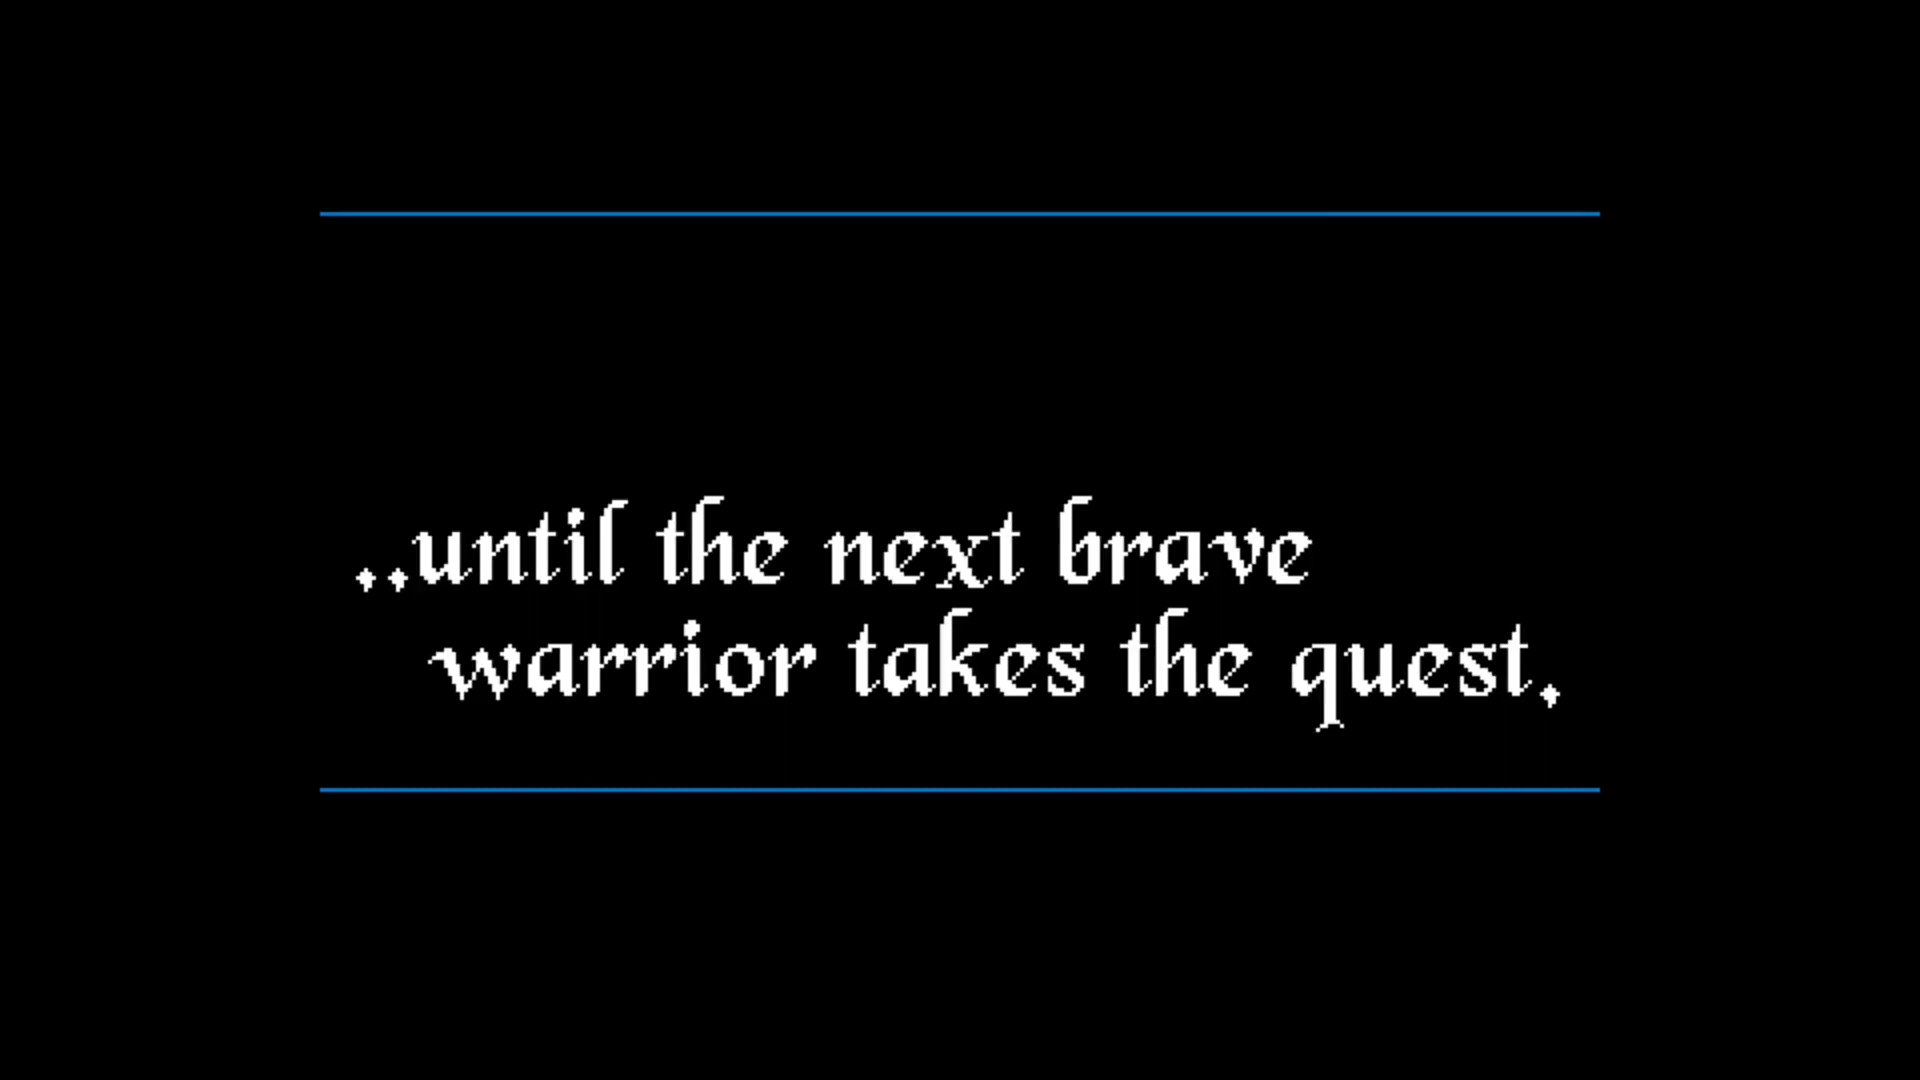 ..until the next brave
warrior takes the quest.